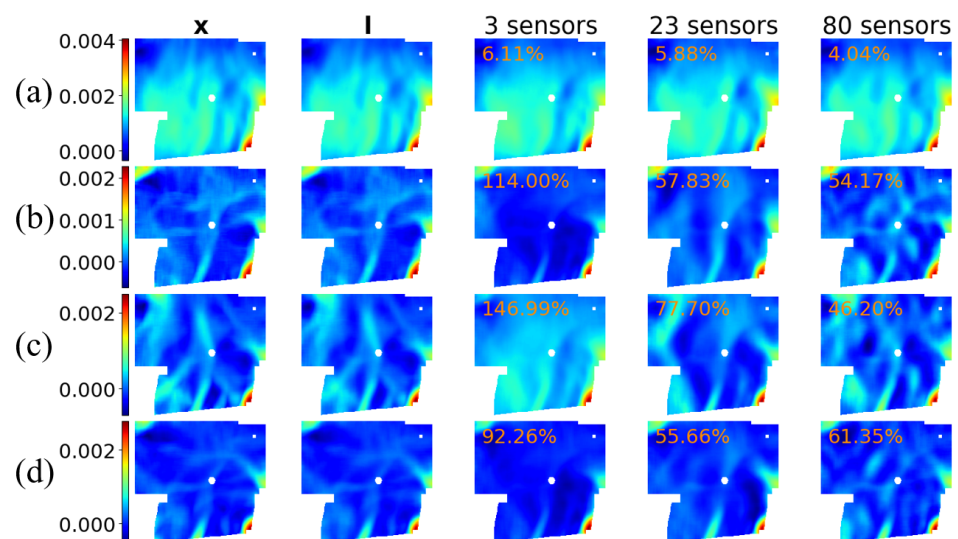 x l 3 sensors 23 sensors 80 sensors
(a) 0.004 0.002 0.000 6.11% 5.88% 4.04%
(b) 0.002 0.001 0.000 114.00% 57.83% 54.17%
(c) 0.002 0.000 146.99% 77.70% 46.20%
(d) 0.002 0.000 92.26% 55.66% 61.35%